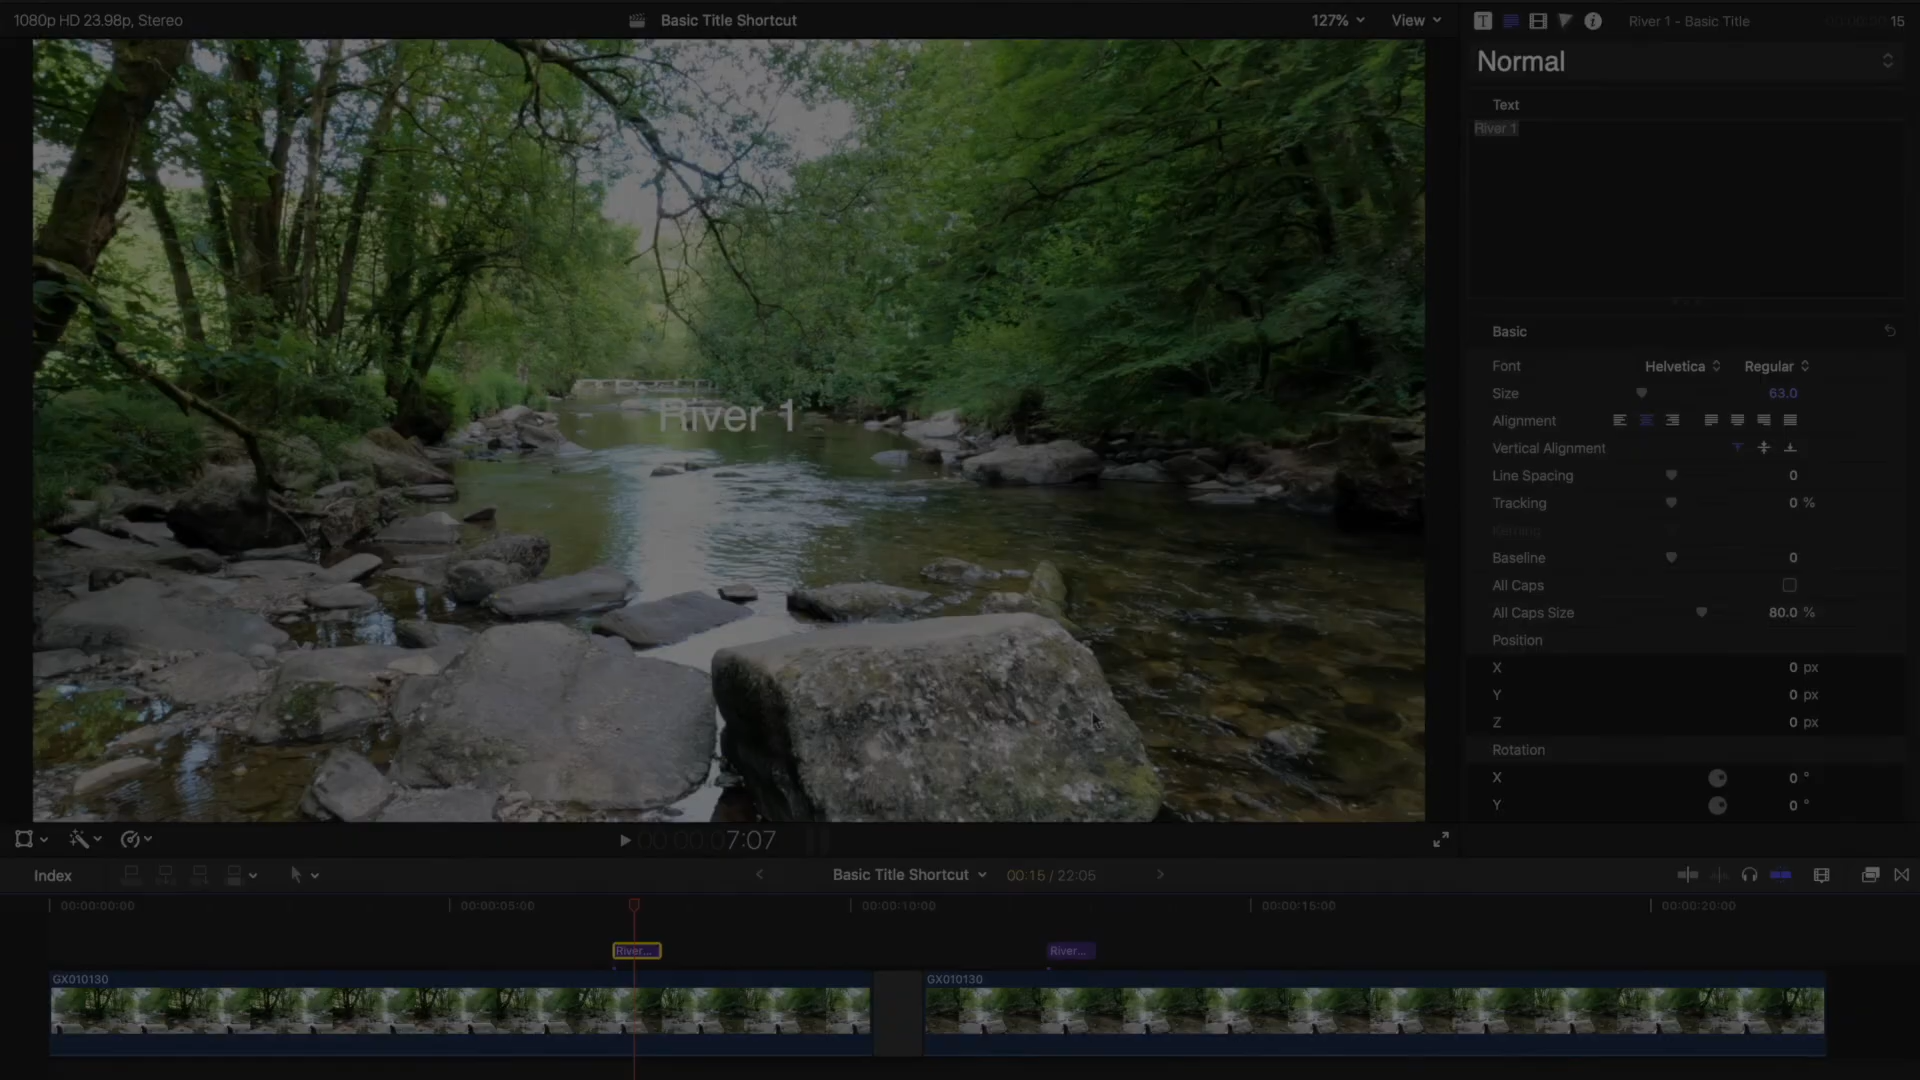 1080p HD 23.98p, Stereo
Basic Title Shortcut
127%
View
River 1 - Basic Title
15
Normal
Text
River 1
Basic
Font
Helvetica
Regular
Size
63.0
Alignment
Vertical Alignment
Line Spacing
0
Tracking
0 %
Kerning
Baseline
0
All Caps
All Caps Size
80.0 %
Position
X
0 px
Y
0 px
Z
0 px
Rotation
X
0 °
Y
0 °
River 1
00:00:07:07
Index
Basic Title Shortcut
00:15 / 22:05
00:00:00:00
00:00:05:00
00:00:10:00
00:00:15:00
00:00:20:00
River...
River...
GX010130
GX010130